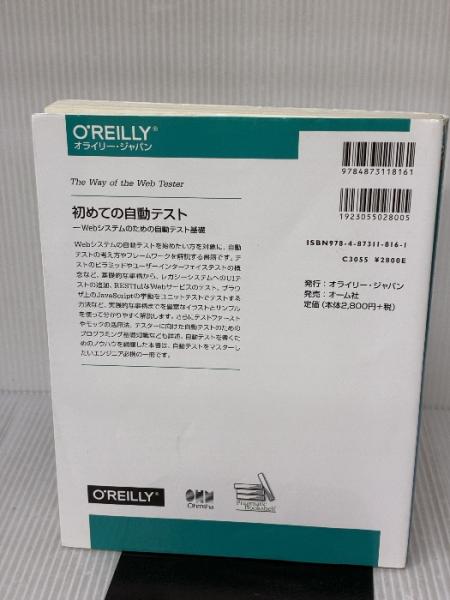 O'REILLY®
オライリー・ジャパン
The Way of the Web Tester
初めての自動テスト
—Webシステムのための自動テスト基礎
Webシステムの自動テストを始めたい方を対象に、自動
テストの考え方やフレームワークを解説する書籍です。テ
ストのピラミッドやユーザーインターフェイステストの概
念など、基礎的な事柄から、レガシーシステムへのUIテ
ストの追加、RESTfulなWebサービスのテスト、ブラウ
ザ上のJavaScriptの挙動をユニットテストでテストする
方法など、実践的な事柄までを豊富なイラストとサンプル
を使って分かりやすく解説します。さらにテストファースト
やモックの活用法、テスターに向けた自動テストのための
プログラミング基礎知識なども詳述。自動テストを書くた
めのノウハウを網羅した本書は、自動テストをマスターし
たいエンジニア必携の一冊です。
9784873118161
1923055028005
ISBN978-4-87311-816-1
C3055 ¥2800E
発行：オライリー・ジャパン
発売：オーム社
定価（本体2,800円+税）
O'REILLY®
Ohmsha
Pragmatic
Bookshelf